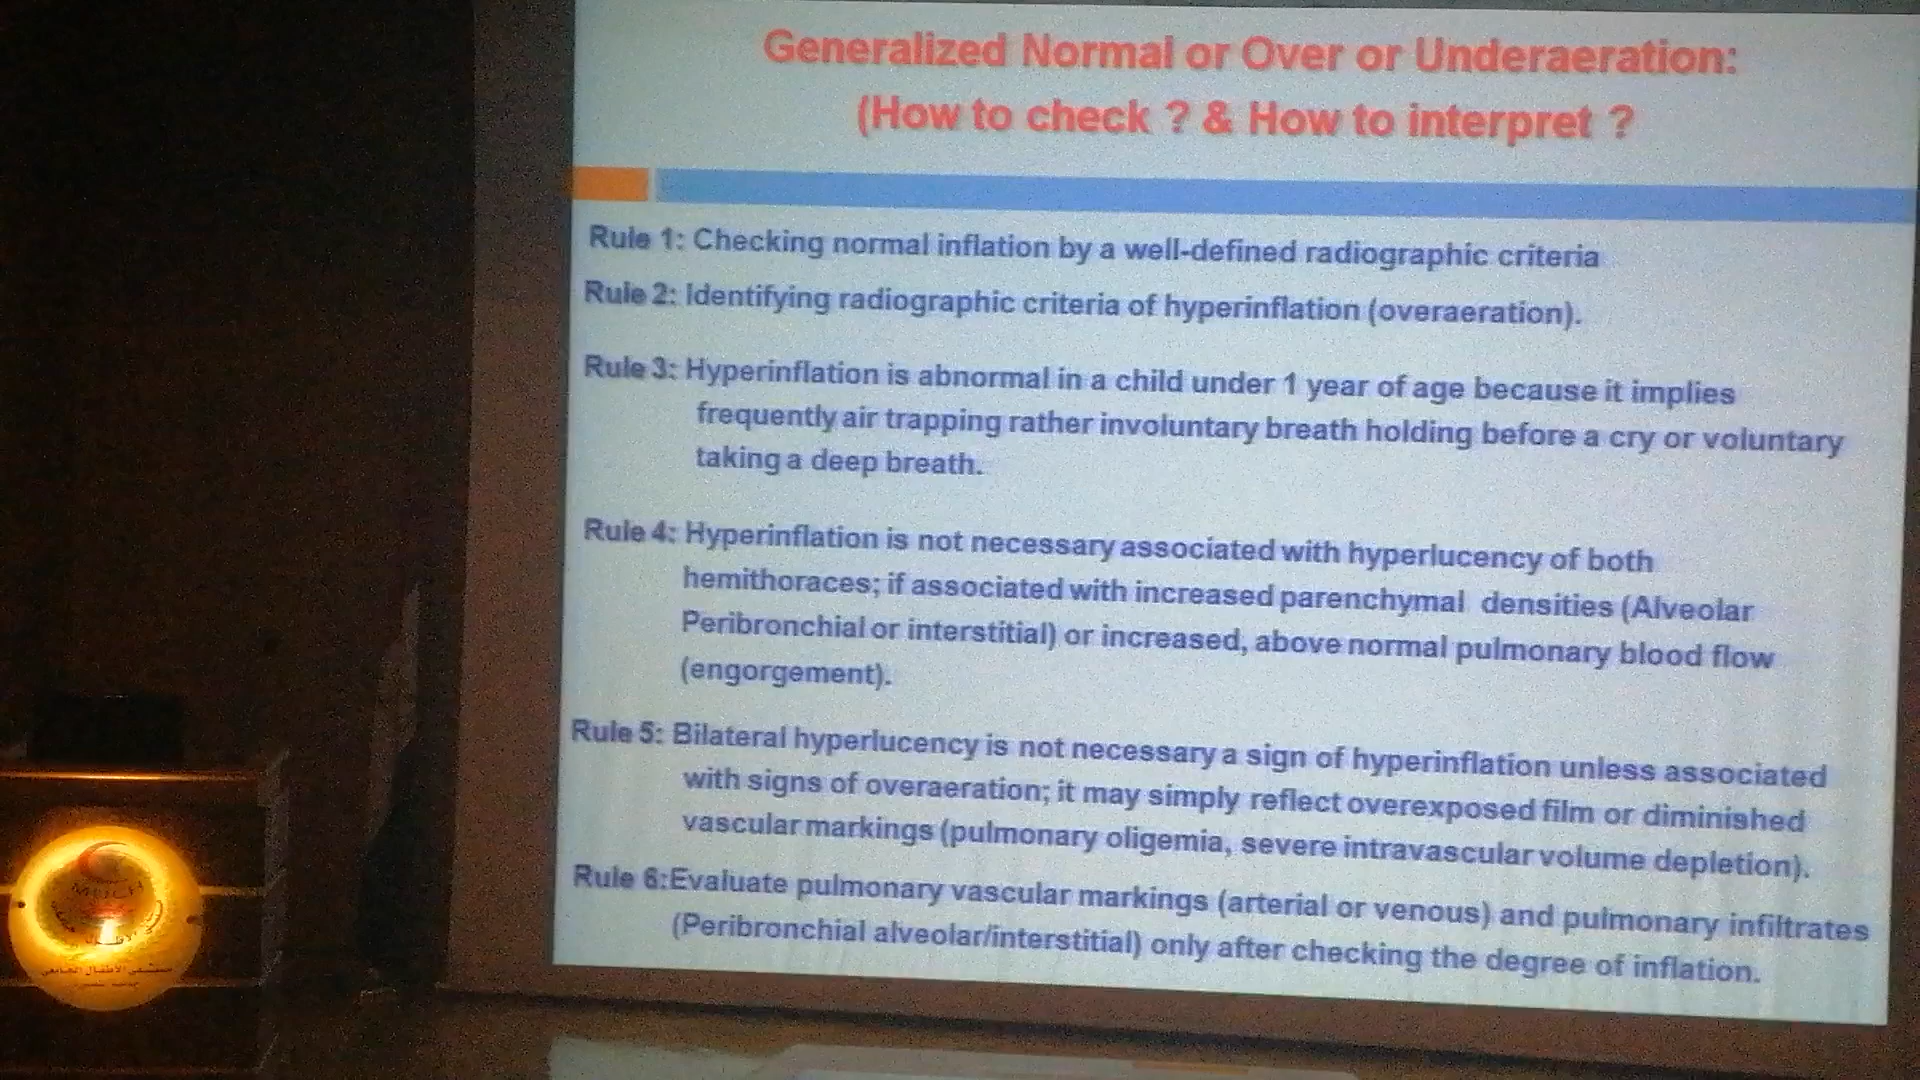 Generalized Normal or Over or Underaeration:
(How to check ? & How to interpret ?
Rule 1: Checking normal inflation by a well-defined radiographic criteria
Rule 2: Identifying radiographic criteria of hyperinflation (overaeration).
Rule 3: Hyperinflation is abnormal in a child under 1 year of age because it implies
frequently air trapping rather involuntary breath holding before a cry or voluntary
taking a deep breath.
Rule 4: Hyperinflation is not necessary associated with hyperlucency of both
hemithoraces; if associated with increased parenchymal densities (Alveolar
Peribronchial or interstitial) or increased, above normal pulmonary blood flow
(engorgement).
Rule 5: Bilateral hyperlucency is not necessary a sign of hyperinflation unless associated
with signs of overaeration; it may simply reflect overexposed film or diminished
vascular markings (pulmonary oligemia, severe intravascular volume depletion).
Rule 6:Evaluate pulmonary vascular markings (arterial or venous) and pulmonary infiltrates
(Peribronchial alveolar/interstitial) only after checking the degree of inflation.
مستشفى الأطفال الجامعى